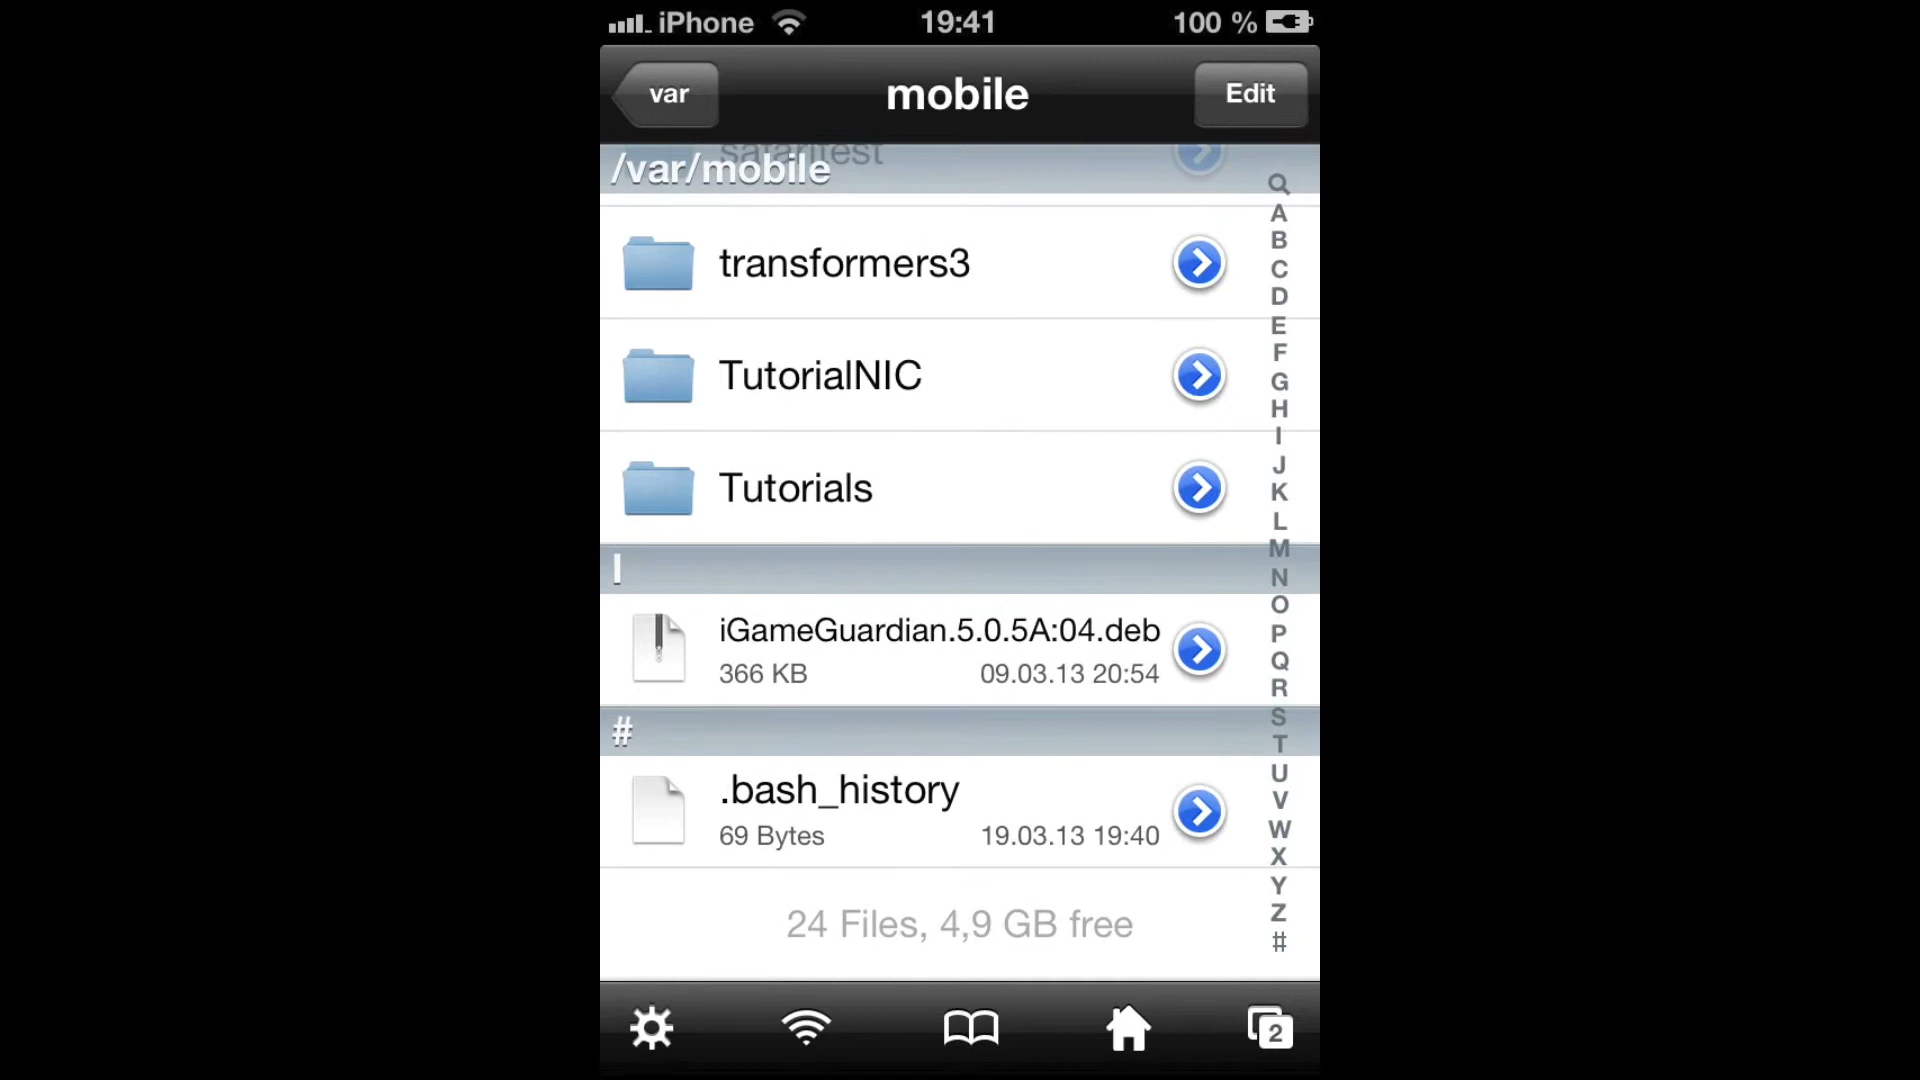 iPhone 19:41 100 %
var mobile Edit
safaritest
/var/mobile
transformers3
TutorialNIC
Tutorials
I
iGameGuardian.5.0.5A:04.deb
366 KB 09.03.13 20:54
#
.bash_history
69 Bytes 19.03.13 19:40
24 Files, 4,9 GB free
A
B
C
D
E
F
G
H
I
J
K
L
M
N
O
P
Q
R
S
T
U
V
W
X
Y
Z
#
2